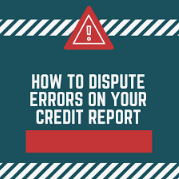 HOW TO DISPUTE
ERRORS ON YOUR
CREDIT REPORT